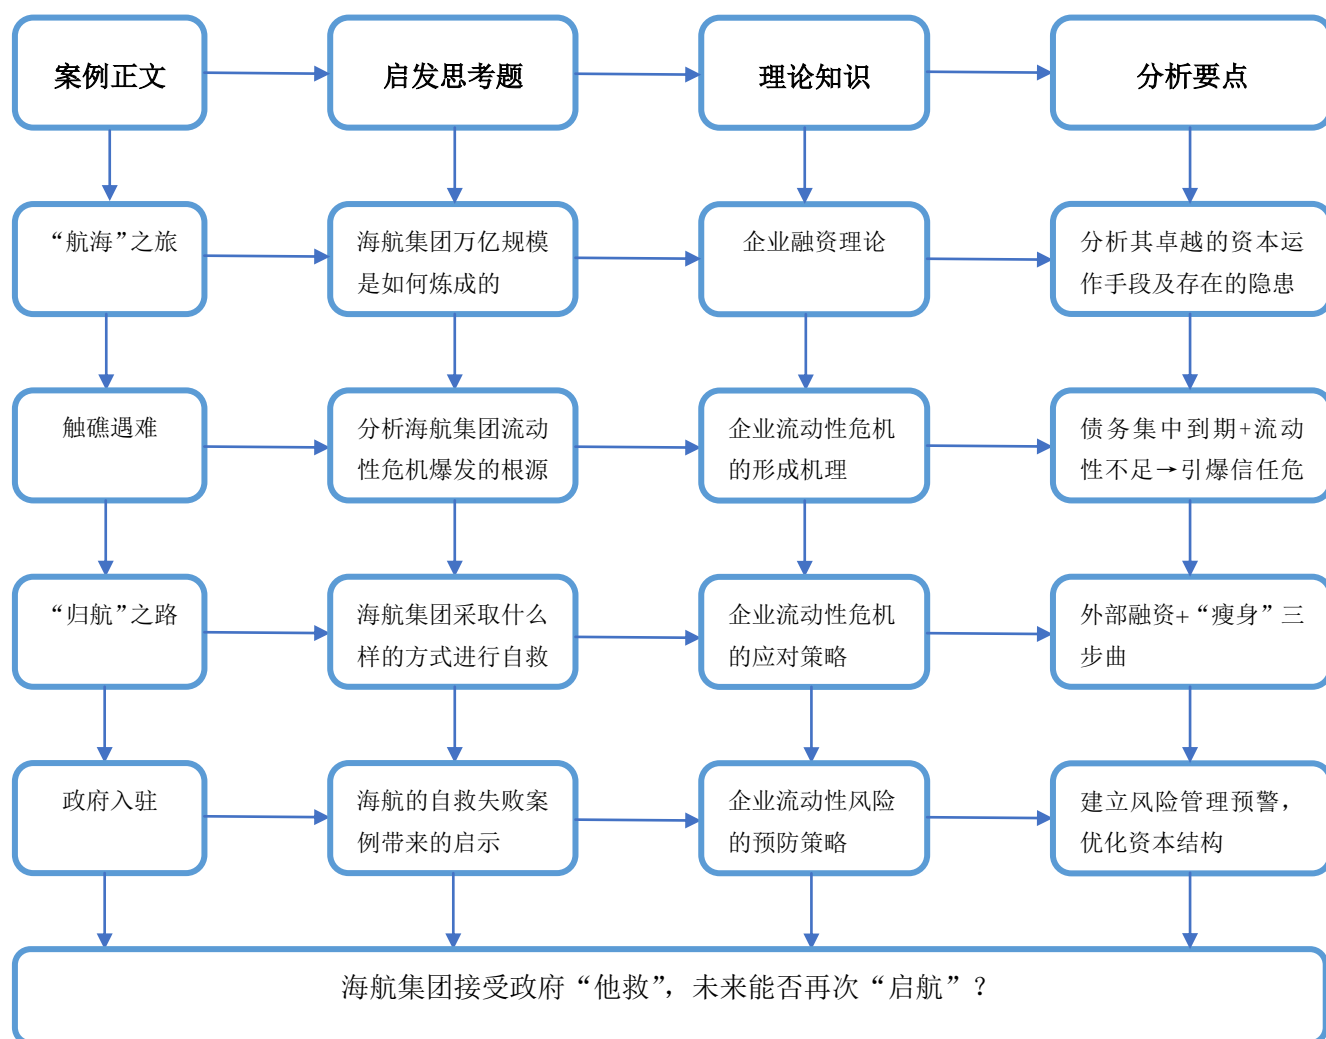 案例正文
启发思考题
理论知识
分析要点
“航海”之旅
海航集团万亿规模
是如何炼成的
企业融资理论
分析其卓越的资本运
作手段及存在的隐患
触礁遇难
分析海航集团流动
性危机爆发的根源
企业流动性危机
的形成机理
债务集中到期+流动
性不足→引爆信任危
“归航”之路
海航集团采取什么
样的方式进行自救
企业流动性危机
的应对策略
外部融资+“瘦身”三
步曲
政府入驻
海航的自救失败案
例带来的启示
企业流动性风险
的预防策略
建立风险管理预警，
优化资本结构
海航集团接受政府“他救”，未来能否再次“启航”？